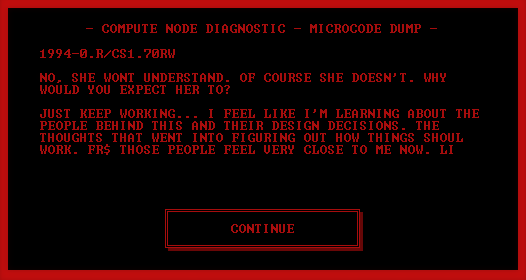 - COMPUTE NODE DIAGNOSTIC - MICROCODE DUMP -
1994-0.R/CS1.70RW
NO, SHE WONT UNDERSTAND. OF COURSE SHE DOESN'T. WHY
WOULD YOU EXPECT HER TO?
JUST KEEP WORKING... I FEEL LIKE I'M LEARNING ABOUT THE
PEOPLE BEHIND THIS AND THEIR DESIGN DECISIONS. THE
THOUGHTS THAT WENT INTO FIGURING OUT HOW THINGS SHOUL
WORK. FR$ THOSE PEOPLE FEEL VERY CLOSE TO ME NOW. LI
CONTINUE